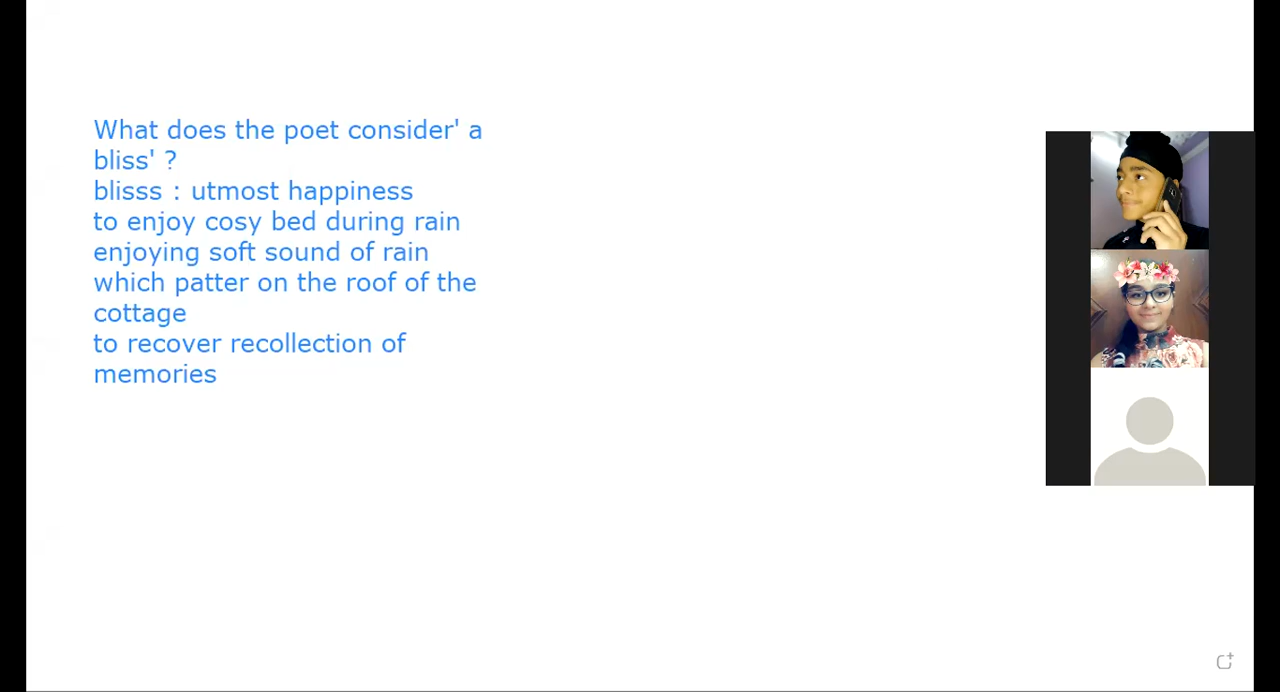 What does the poet consider' a
bliss' ?
blisss : utmost happiness
to enjoy cosy bed during rain
enjoying soft sound of rain
which patter on the roof of the
cottage
to recover recollection of
memories